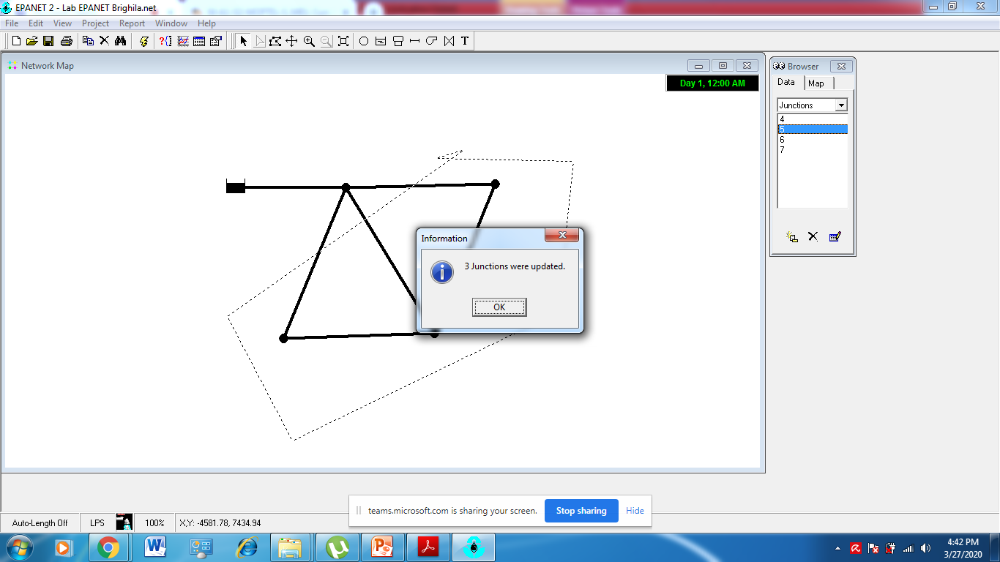 EPANET 2 - Lab EPANET Brighila.net
File Edit View Project Report Window Help
T
Network Map
Day 1, 12:00 AM
Browser
Data Map
Junctions
4
5
6
7
Information
3 Junctions were updated.
OK
teams.microsoft.com is sharing your screen. Stop sharing Hide
Auto-Length Off LPS 100% X,Y: -4581.78, 7434.94
4:42 PM
3/27/2020